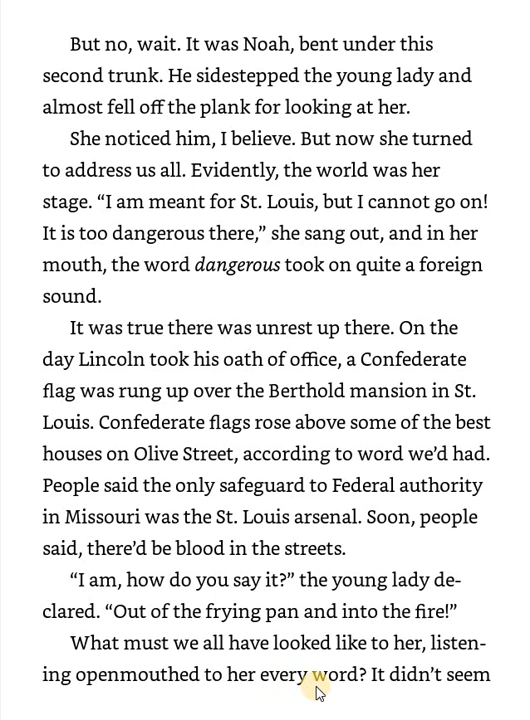 But no, wait. It was Noah, bent under this
second trunk. He sidestepped the young lady and
almost fell off the plank for looking at her.
She noticed him, I believe. But now she turned
to address us all. Evidently, the world was her
stage. “I am meant for St. Louis, but I cannot go on!
It is too dangerous there,” she sang out, and in her
mouth, the word dangerous took on quite a foreign
sound.
It was true there was unrest up there. On the
day Lincoln took his oath of office, a Confederate
flag was rung up over the Berthold mansion in St.
Louis. Confederate flags rose above some of the best
houses on Olive Street, according to word we’d had.
People said the only safeguard to Federal authority
in Missouri was the St. Louis arsenal. Soon, people
said, there’d be blood in the streets.
“I am, how do you say it?” the young lady de-
clared. “Out of the frying pan and into the fire!”
What must we all have looked like to her, listen-
ing openmouthed to her every word? It didn’t seem